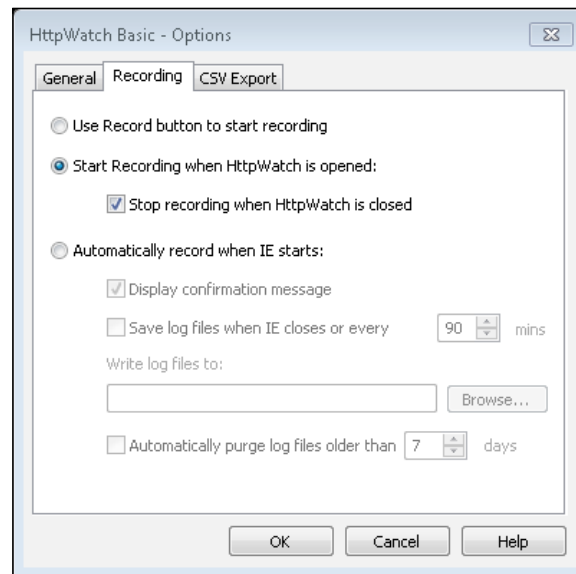 HttpWatch Basic - Options
General Recording CSV Export
Use Record button to start recording
Start Recording when HttpWatch is opened:
Stop recording when HttpWatch is closed
Automatically record when IE starts:
Display confirmation message
Save log files when IE closes or every 90 mins
Write log files to:
Browse...
Automatically purge log files older than 7 days
OK Cancel Help